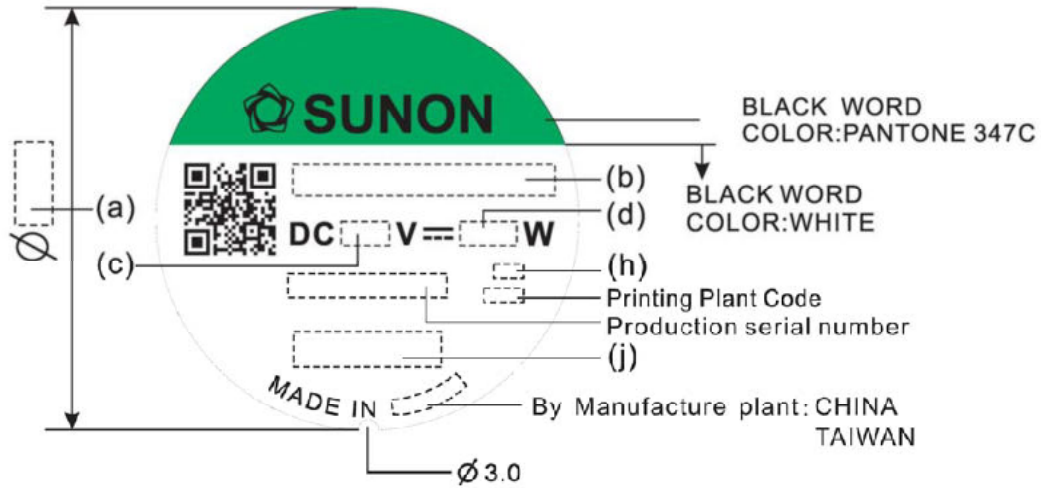 SUNON
BLACK WORD
COLOR:PANTONE 347C
(b)
BLACK WORD
COLOR:WHITE
(a)
Ø
(d)
DC V W
(c)
(h)
Printing Plant Code
Production serial number
(j)
MADE IN
By Manufacture plant: CHINA
TAIWAN
Ø 3.0